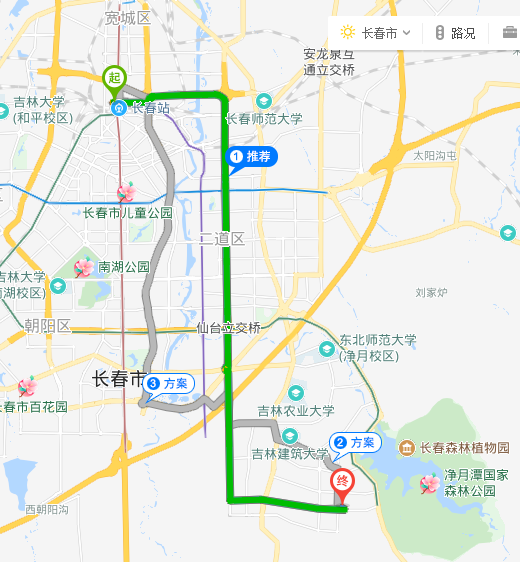 宽城区
长春市
路况
安龙泉互
通立交桥
起
吉林大学
(和平校区)
长春站
长春师范大学
1 推荐
太阳沟屯
长春市儿童公园
二道区
南湖公园
吉林大学
南湖校区)
刘家炉
朝阳区
仙台立交桥
东北师范大学
(净月校区)
长春市
3 方案
长春市百花园
吉林农业大学
2 方案
吉林建筑大学
长春森林植物园
终
净月潭国家
森林公园
西朝阳沟